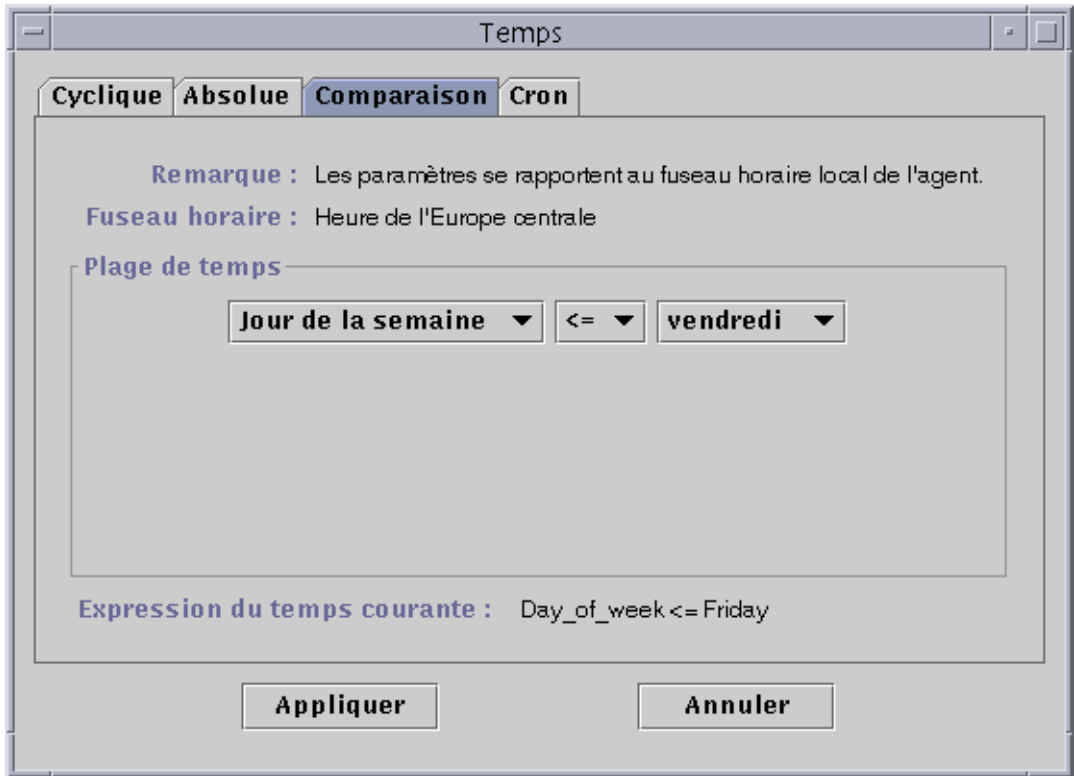 Temps
Cyclique Absolue Comparaison Cron
Remarque : Les paramètres se rapportent au fuseau horaire local de l'agent.
Fuseau horaire : Heure de l'Europe centrale
Plage de temps
Jour de la semaine <= vendredi
Expression du temps courante : Day_of_week <= Friday
Appliquer Annuler